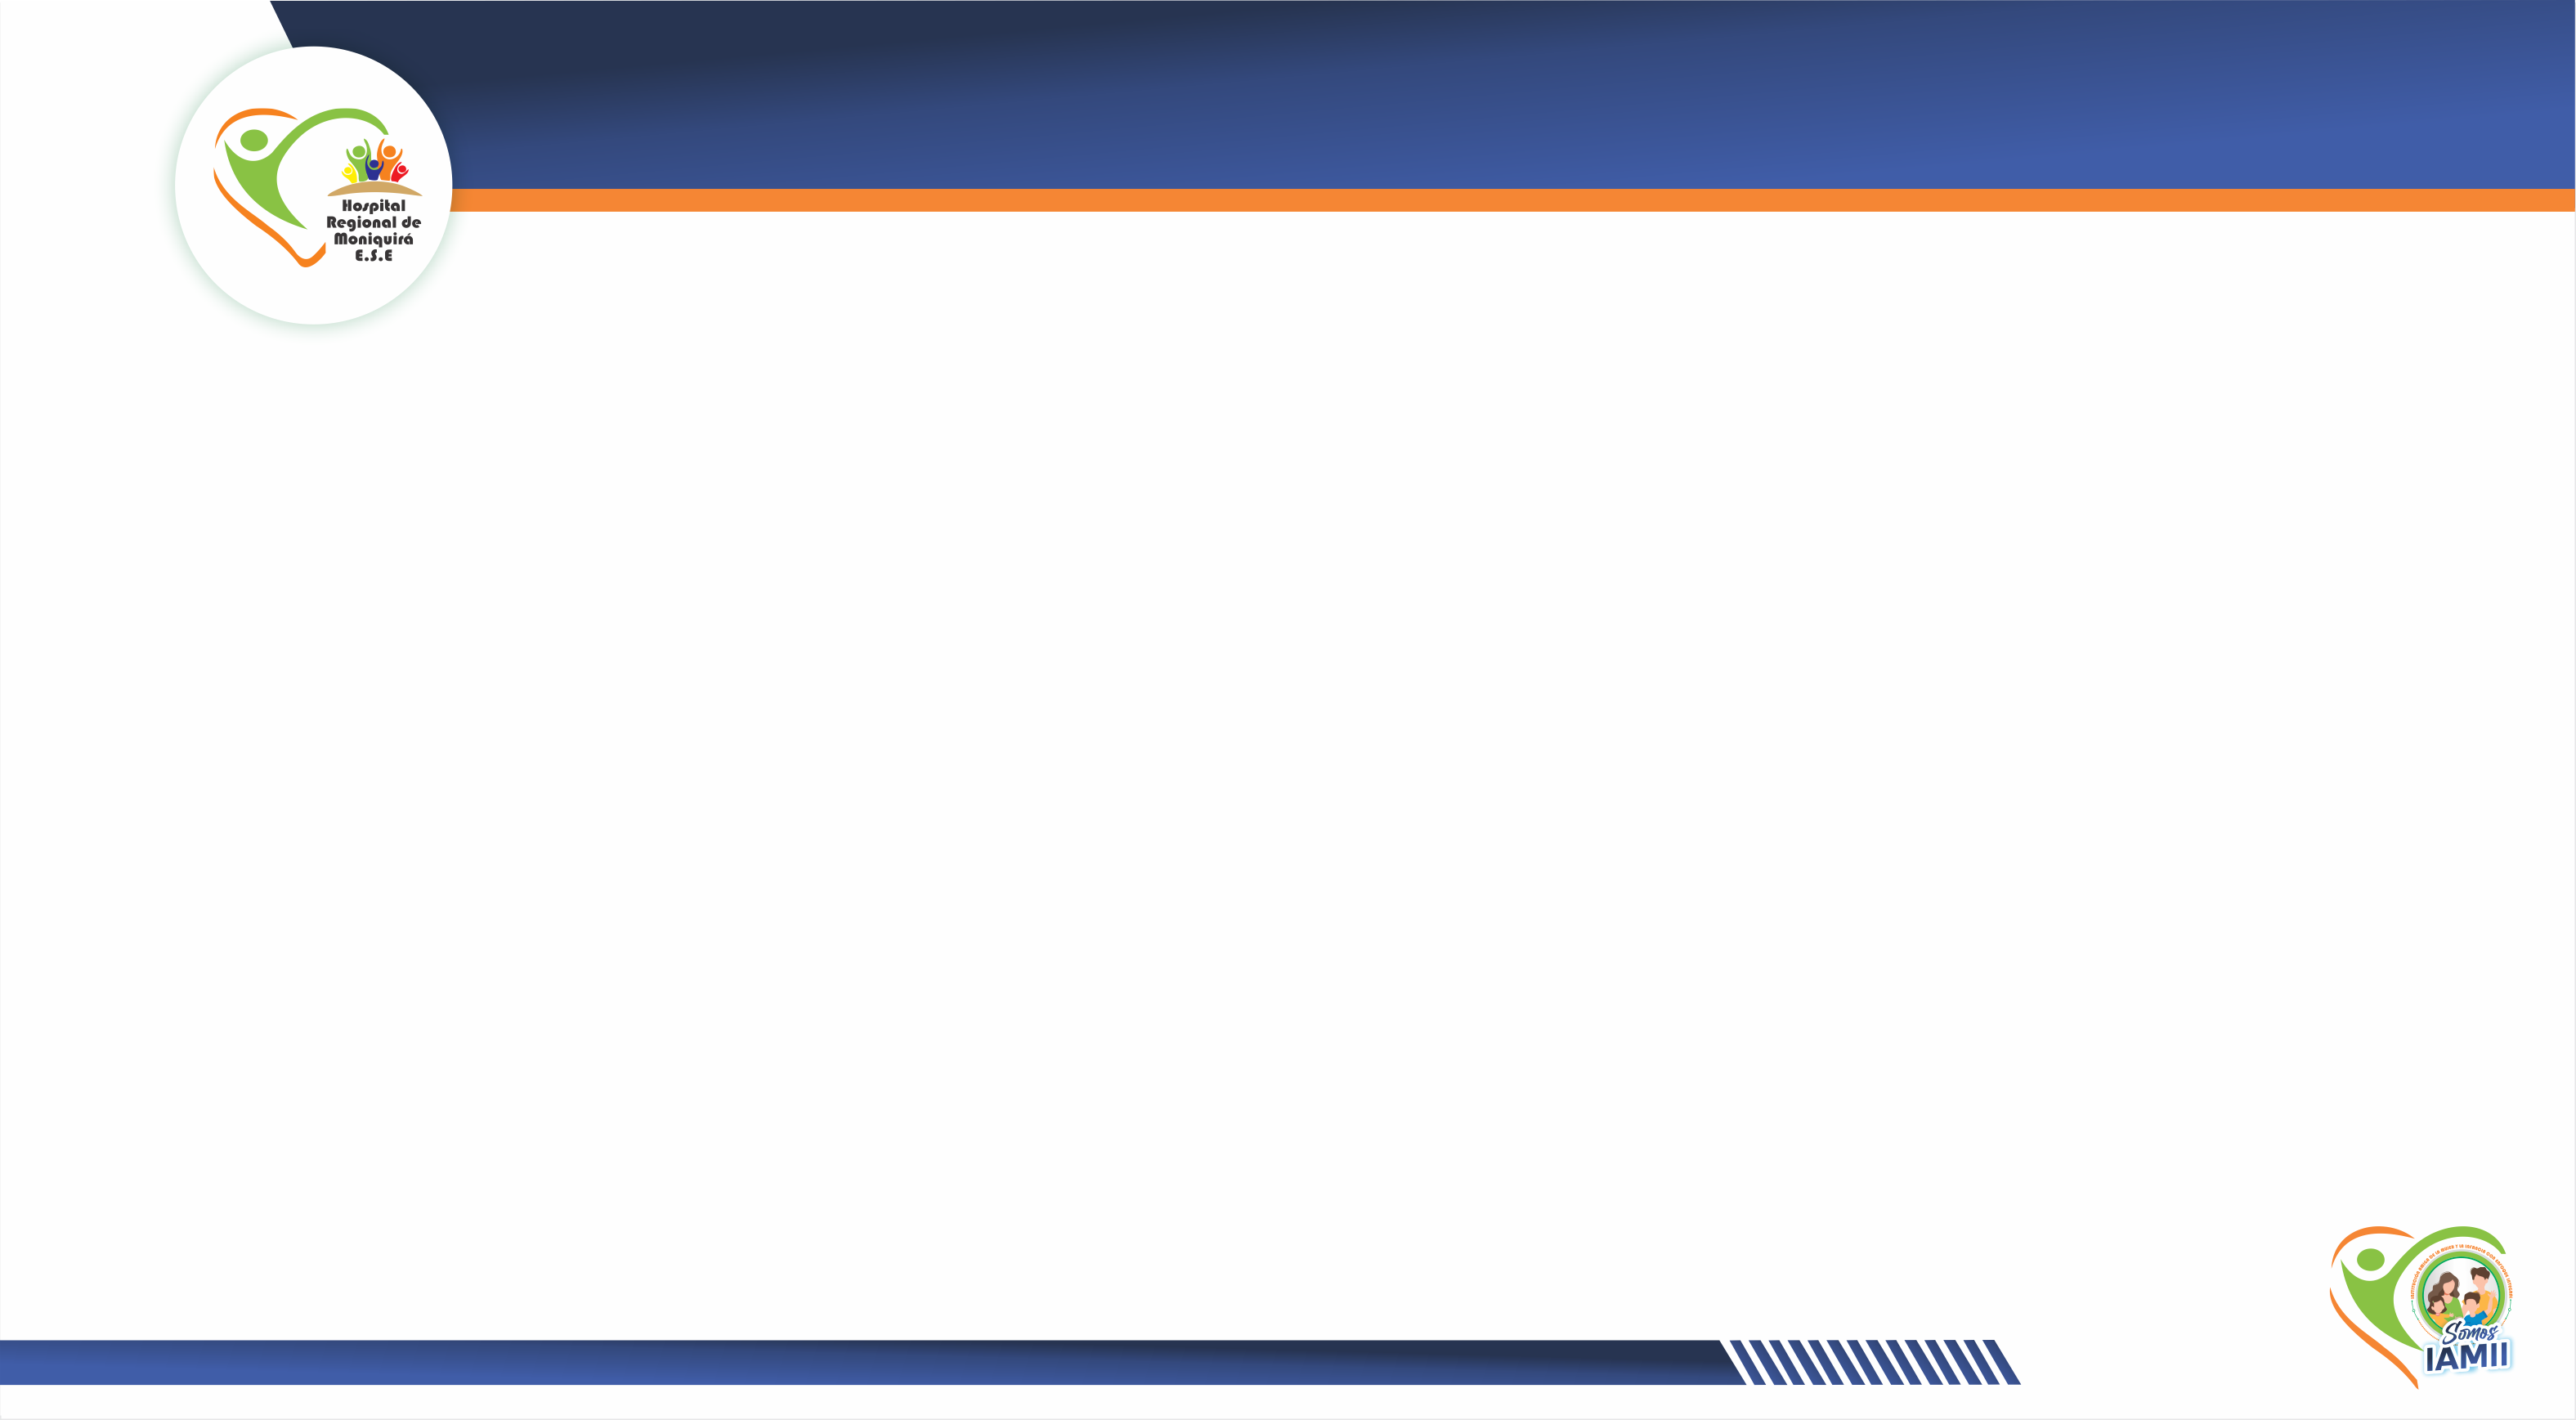 Hospital
Regional de
Moniquirá
E.S.E
Somos
IAMII